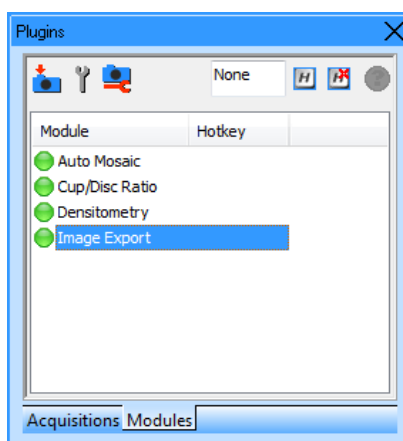 Plugins
None H H
Module Hotkey
Auto Mosaic
Cup/Disc Ratio
Densitometry
Image Export
Acquisitions Modules